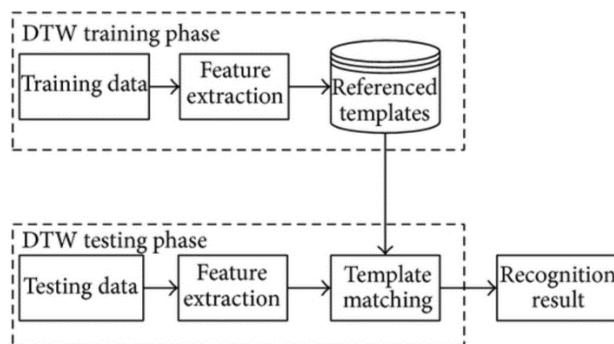 DTW training phase
Training data
Feature
extraction
Referenced
templates
DTW testing phase
Testing data
Feature
extraction
Template
matching
Recognition
result